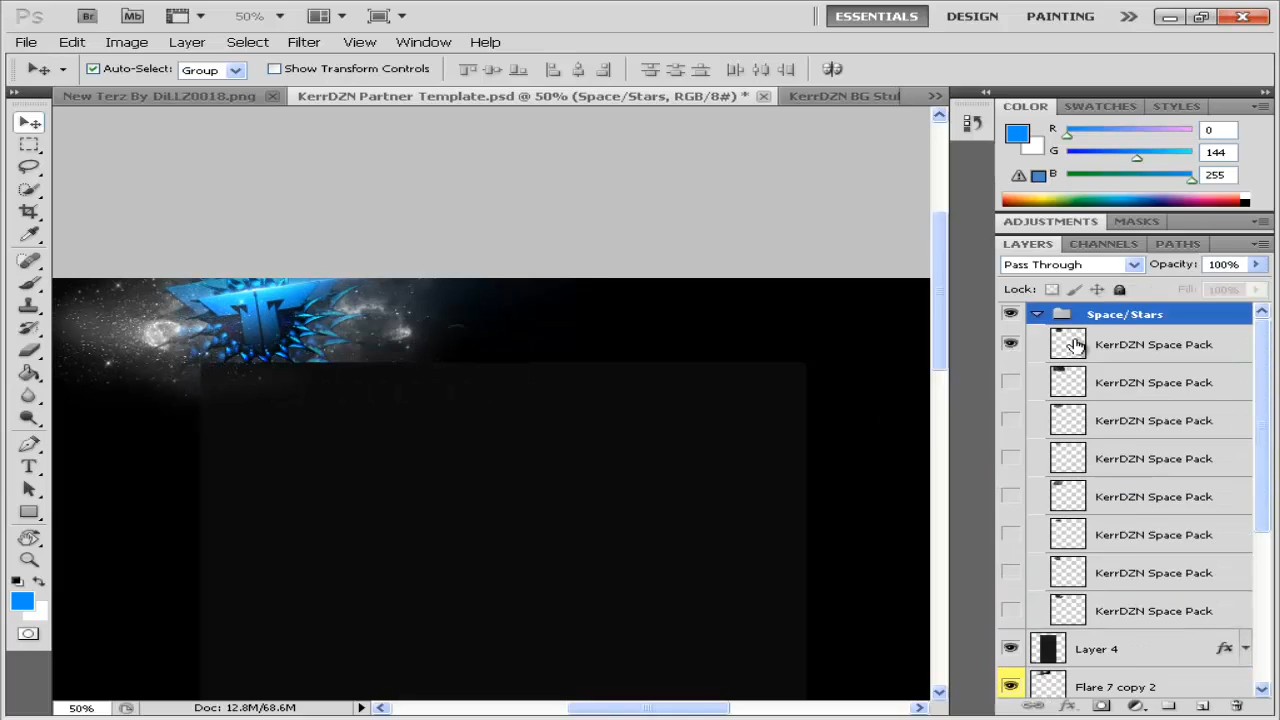 Ps Br Mb 50% ESSENTIALS DESIGN PAINTING
File Edit Image Layer Select Filter View Window Help
Auto-Select: Group Show Transform Controls
New Terz By DiLLZ0018.png KerrDZN Partner Template.psd @ 50% (Space/Stars, RGB/8#) * KerrDZN BG Stu
COLOR SWATCHES STYLES
R 0
G 144
B 255
ADJUSTMENTS MASKS
LAYERS CHANNELS PATHS
Pass Through Opacity: 100%
Lock: Fill: 100%
Space/Stars
KerrDZN Space Pack
KerrDZN Space Pack
KerrDZN Space Pack
KerrDZN Space Pack
KerrDZN Space Pack
KerrDZN Space Pack
KerrDZN Space Pack
KerrDZN Space Pack
Layer 4 fx
Flare 7 copy 2
50% Doc: 12.8M/68.6M